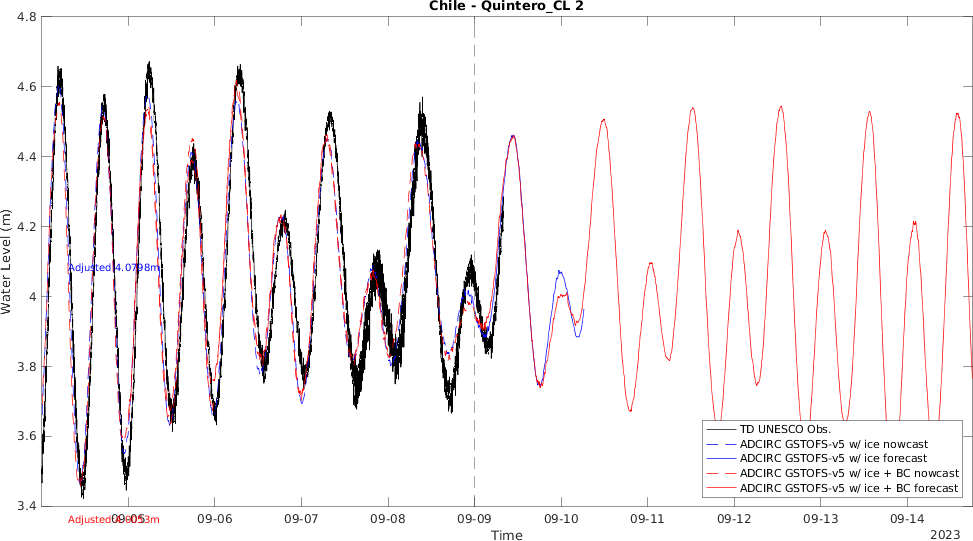 Chile - Quintero_CL 2
4.8
4.6
4.4
4.2
4
3.8
3.6
3.4
Water Level (m)
Adjusted 4.0798m
TD UNESCO Obs.
ADCIRC GSTOFS-v5 w/ ice nowcast
ADCIRC GSTOFS-v5 w/ ice forecast
ADCIRC GSTOFS-v5 w/ ice + BC nowcast
ADCIRC GSTOFS-v5 w/ ice + BC forecast
Adjusted
09-05 09-06 09-07 09-08 09-09 09-10 09-11 09-12 09-13 09-14
Time
2023